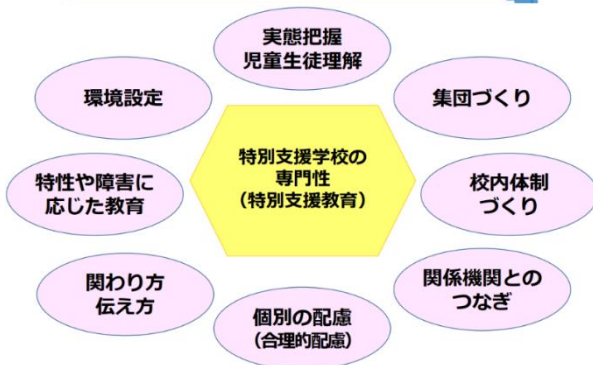 実態把握
児童生徒理解
環境設定
集団づくり
特別支援学校の
専門性
(特別支援教育)
特性や障害に
応じた教育
校内体制
づくり
関わり方
伝え方
関係機関との
つなぎ
個別の配慮
(合理的配慮)